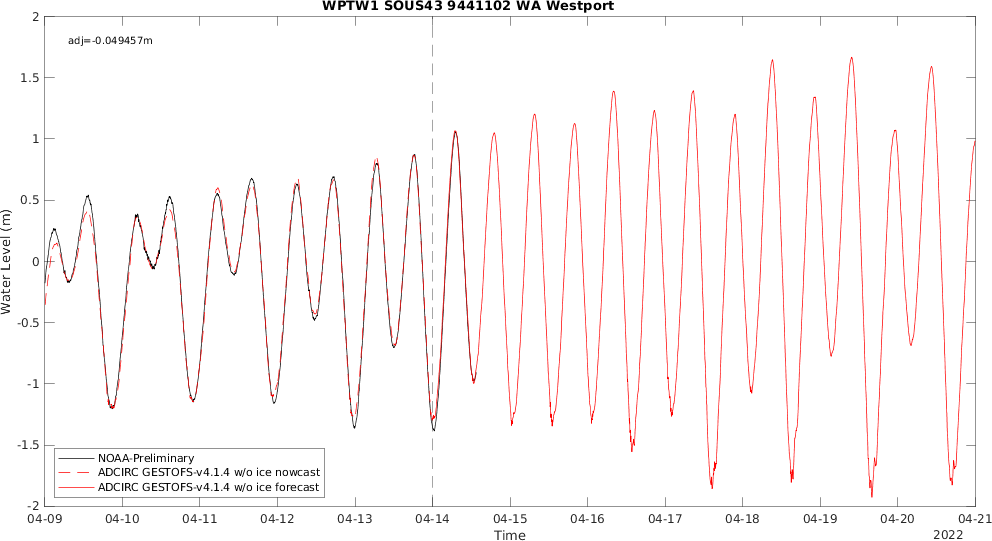 WPTW1 SOUS43 9441102 WA Westport
adj=-0.049457m
2
1.5
1
0.5
0
-0.5
-1
-1.5
-2
Water Level (m)
NOAA-Preliminary
ADCIRC GESTOFS-v4.1.4 w/o ice nowcast
ADCIRC GESTOFS-v4.1.4 w/o ice forecast
04-09 04-10 04-11 04-12 04-13 04-14 04-15 04-16 04-17 04-18 04-19 04-20 04-21
Time
2022